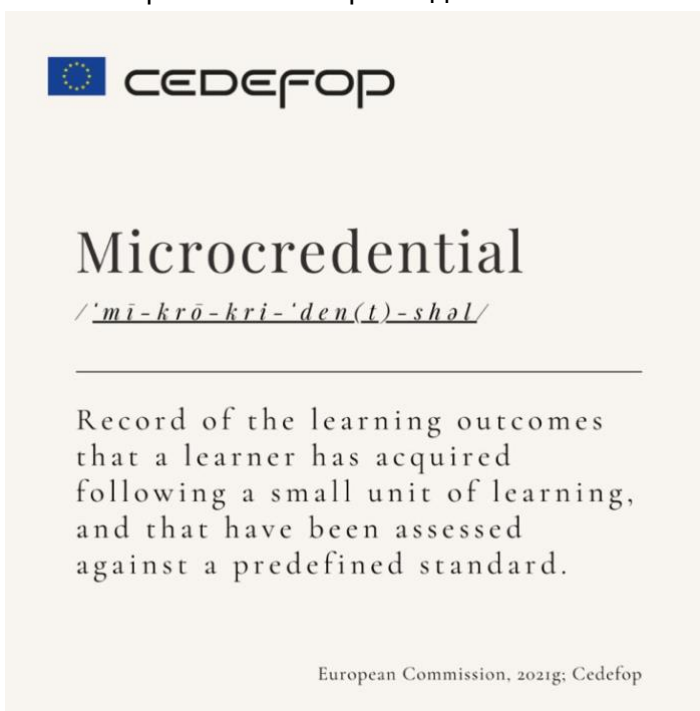 CEDEFOP
Microcredential
/ˈmī-krō-kri-ˈden(t)-shəl/
Record of the learning outcomes
that a learner has acquired
following a small unit of learning,
and that have been assessed
against a predefined standard.
European Commission, 2021g; Cedefop